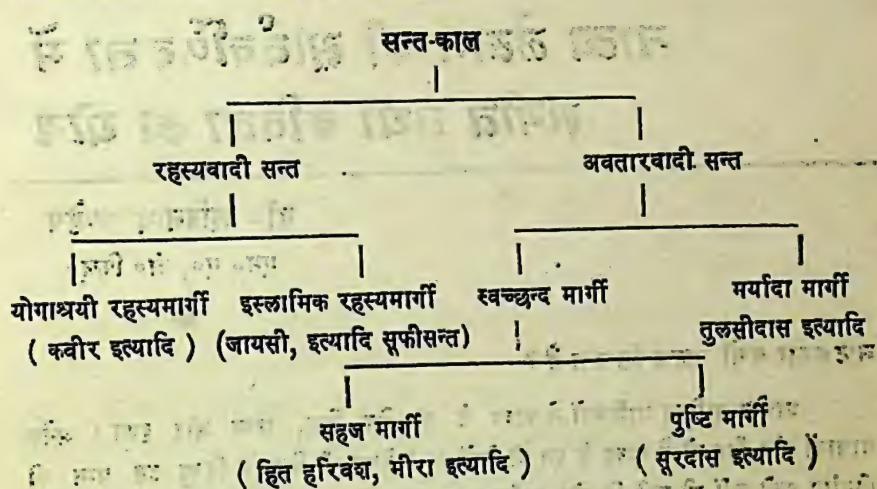 सन्त-काल
रहस्यवादी सन्त अवतारवादी सन्त
योगाश्रयी रहस्यमार्गी इस्लामिक रहस्यमार्गी स्वच्छन्द मार्गी मर्यादा मार्गी
( कबीर इत्यादि ) (जायसी, इत्यादि सूफीसन्त) तुलसीदास इत्यादि
सहज मार्गी पुष्टि मार्गी
( हित हरिवंश, मीरा इत्यादि ) ( सूरदास इत्यादि )